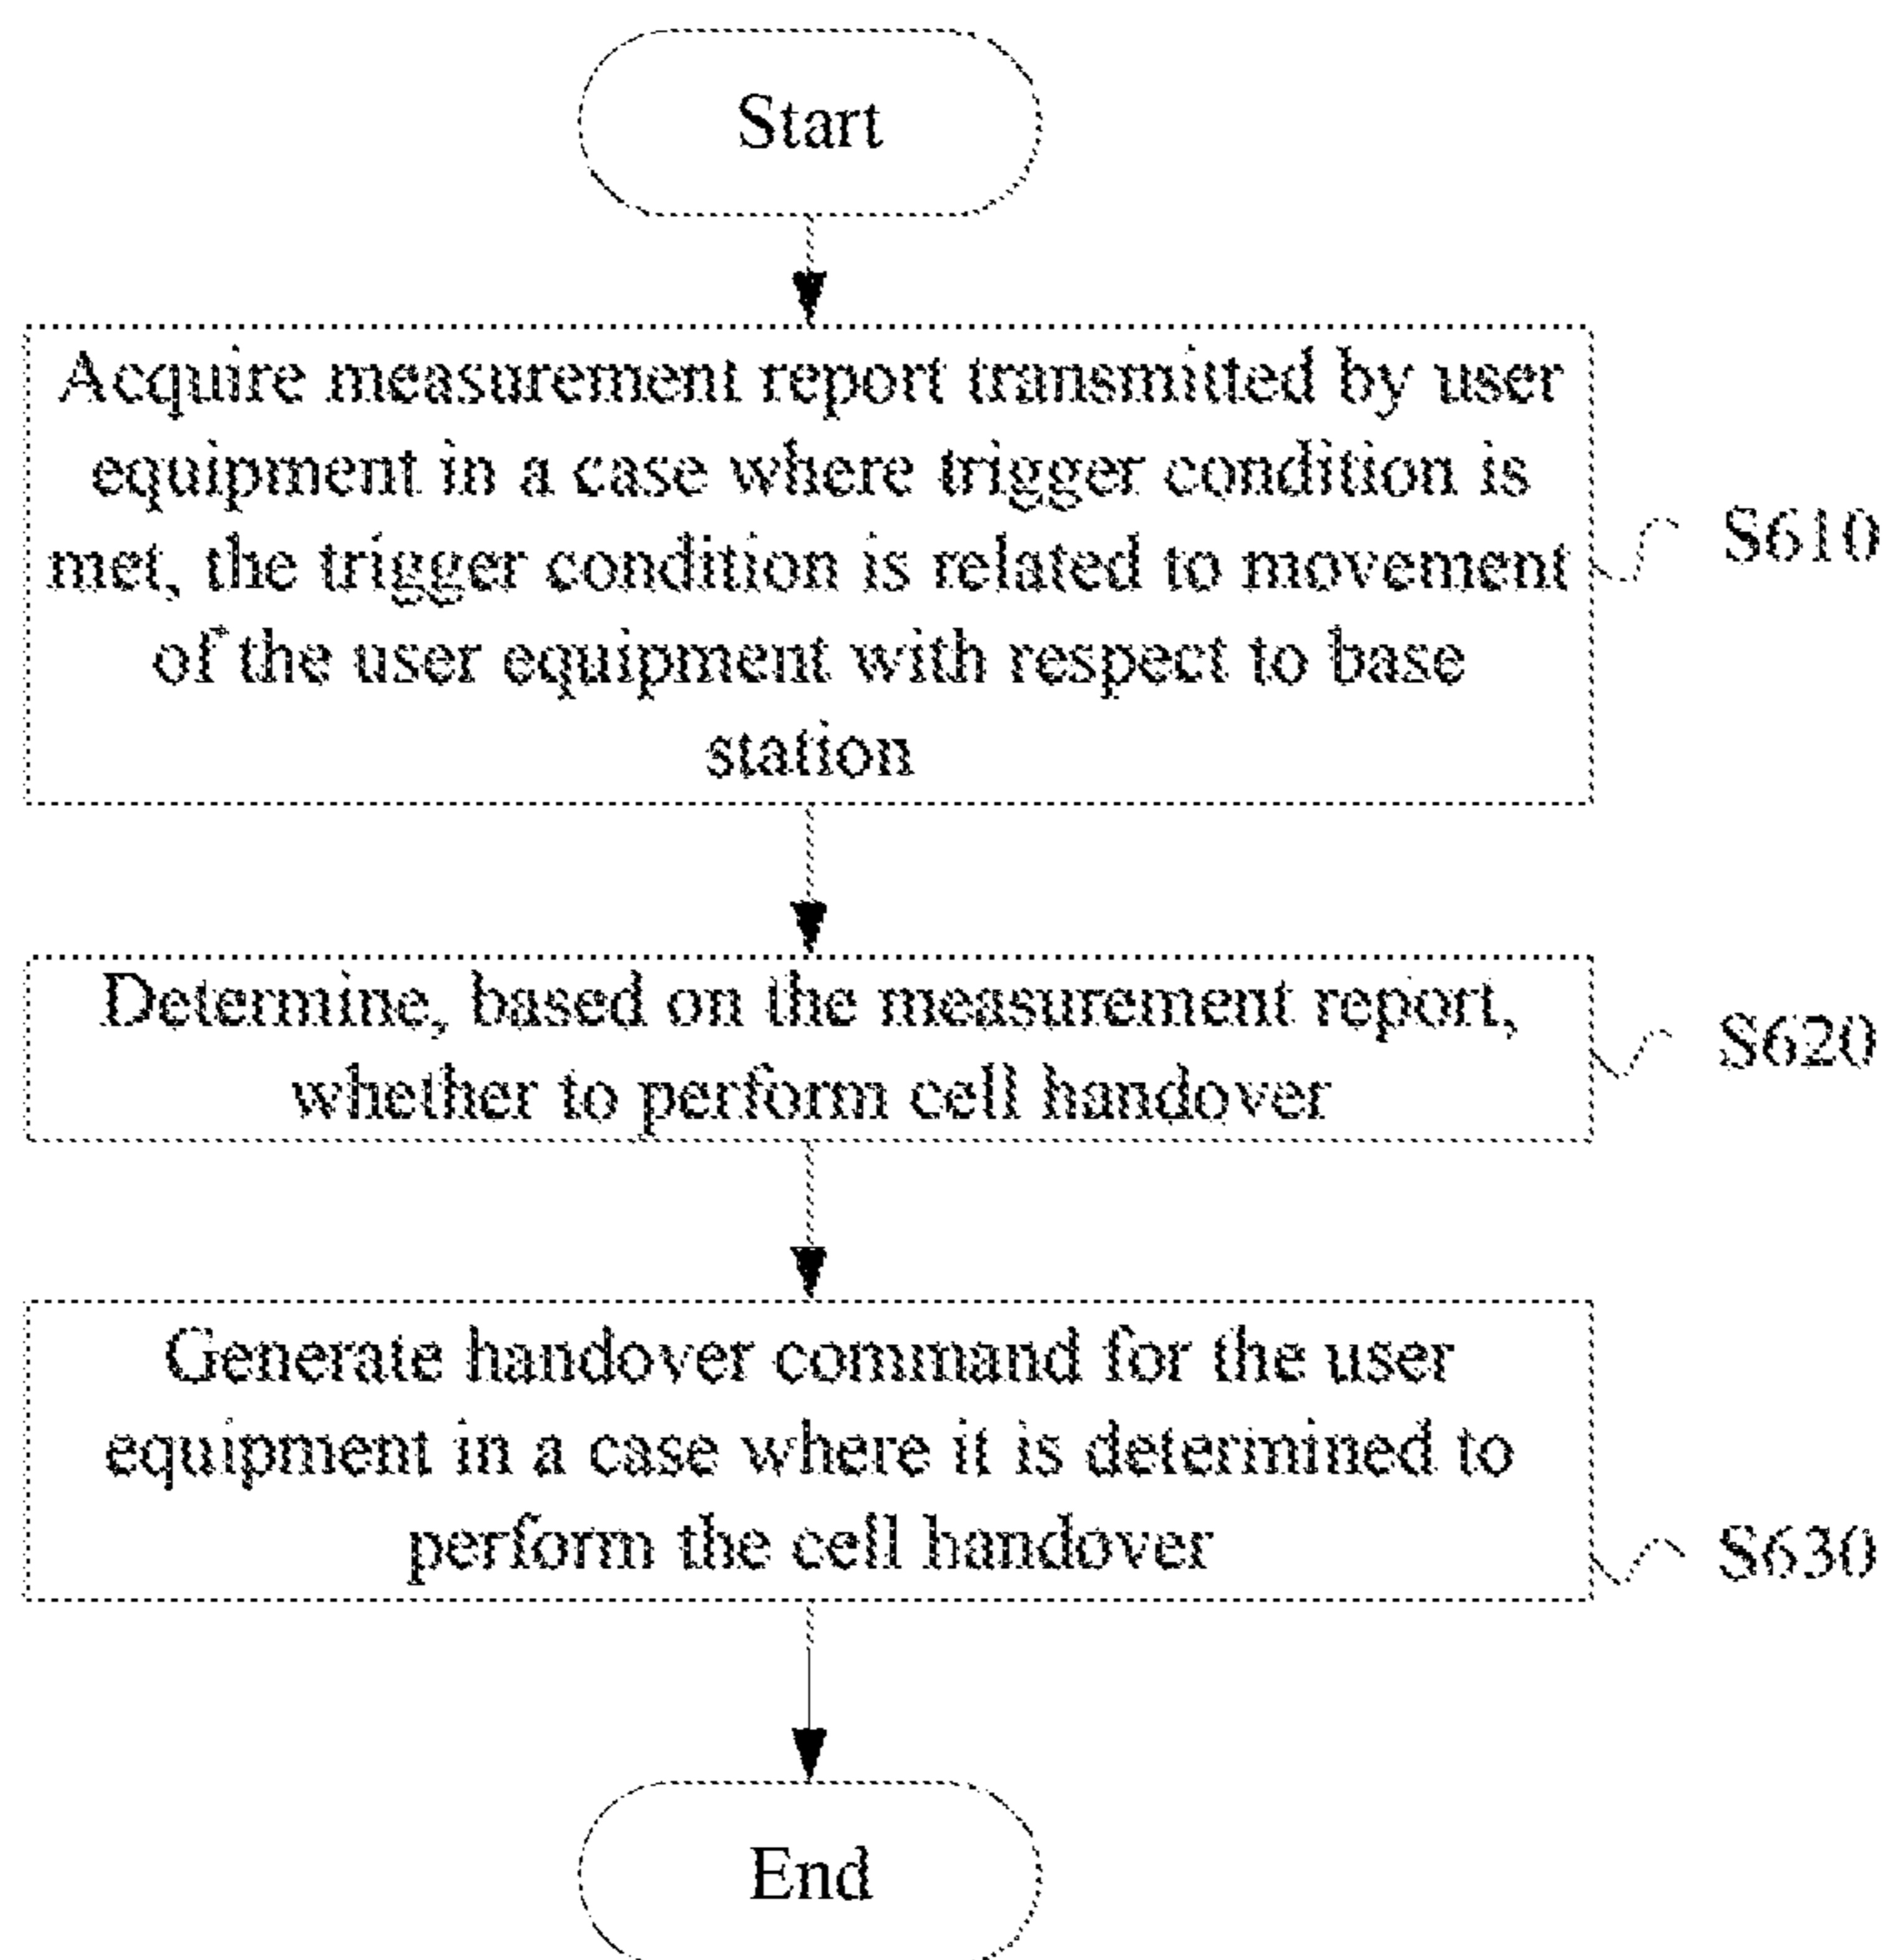 Start
Acquire measurement report transmitted by user
equipment in a case where trigger condition is
met, the trigger condition is related to movement
of the user equipment with respect to base
station
S610
Determine, based on the measurement report,
whether to perform cell handover
S620
Generate handover command for the user
equipment in a case where it is determined to
perform the cell handover
S630
End